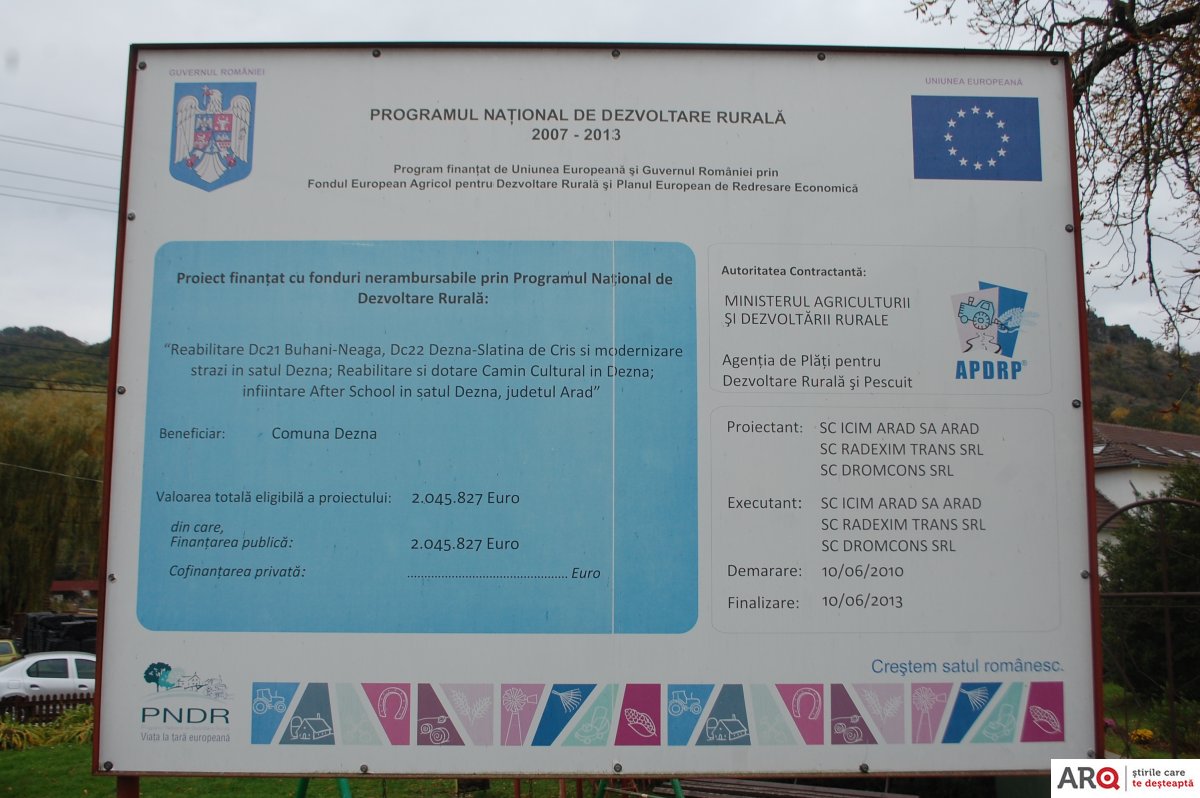 GUVERNUL ROMÂNIEI
UNIUNEA EUROPEANĂ
PROGRAMUL NAȚIONAL DE DEZVOLTARE RURALĂ
2007 - 2013
Program finanțat de Uniunea Europeană și Guvernul României prin
Fondul European Agricol pentru Dezvoltare Rurală și Planul European de Redresare Economică
Proiect finanțat cu fonduri nerambursabile prin Programul Național de
Dezvoltare Rurală:
“Reabilitare Dc21 Buhani-Neaga, Dc22 Dezna-Slatina de Cris si modernizare
strazi in satul Dezna; Reabilitare si dotare Camin Cultural in Dezna;
infiintare After School in satul Dezna, judetul Arad”
Beneficiar: Comuna Dezna
Valoarea totală eligibilă a proiectului: 2.045.827 Euro
din care,
Finanțarea publică: 2.045.827 Euro
Cofinanțarea privată: ........................................ Euro
Autoritatea Contractantă:
MINISTERUL AGRICULTURII
ŞI DEZVOLTĂRII RURALE
Agenția de Plăți pentru
Dezvoltare Rurală și Pescuit
APDRP®
Proiectant: SC ICIM ARAD SA ARAD
SC RADEXIM TRANS SRL
SC DROMCONS SRL
Executant: SC ICIM ARAD SA ARAD
SC RADEXIM TRANS SRL
SC DROMCONS SRL
Demarare: 10/06/2010
Finalizare: 10/06/2013
Creştem satul românesc.
PNDR
Viața la țară europeană
ARQ știrile care
te deșteaptă